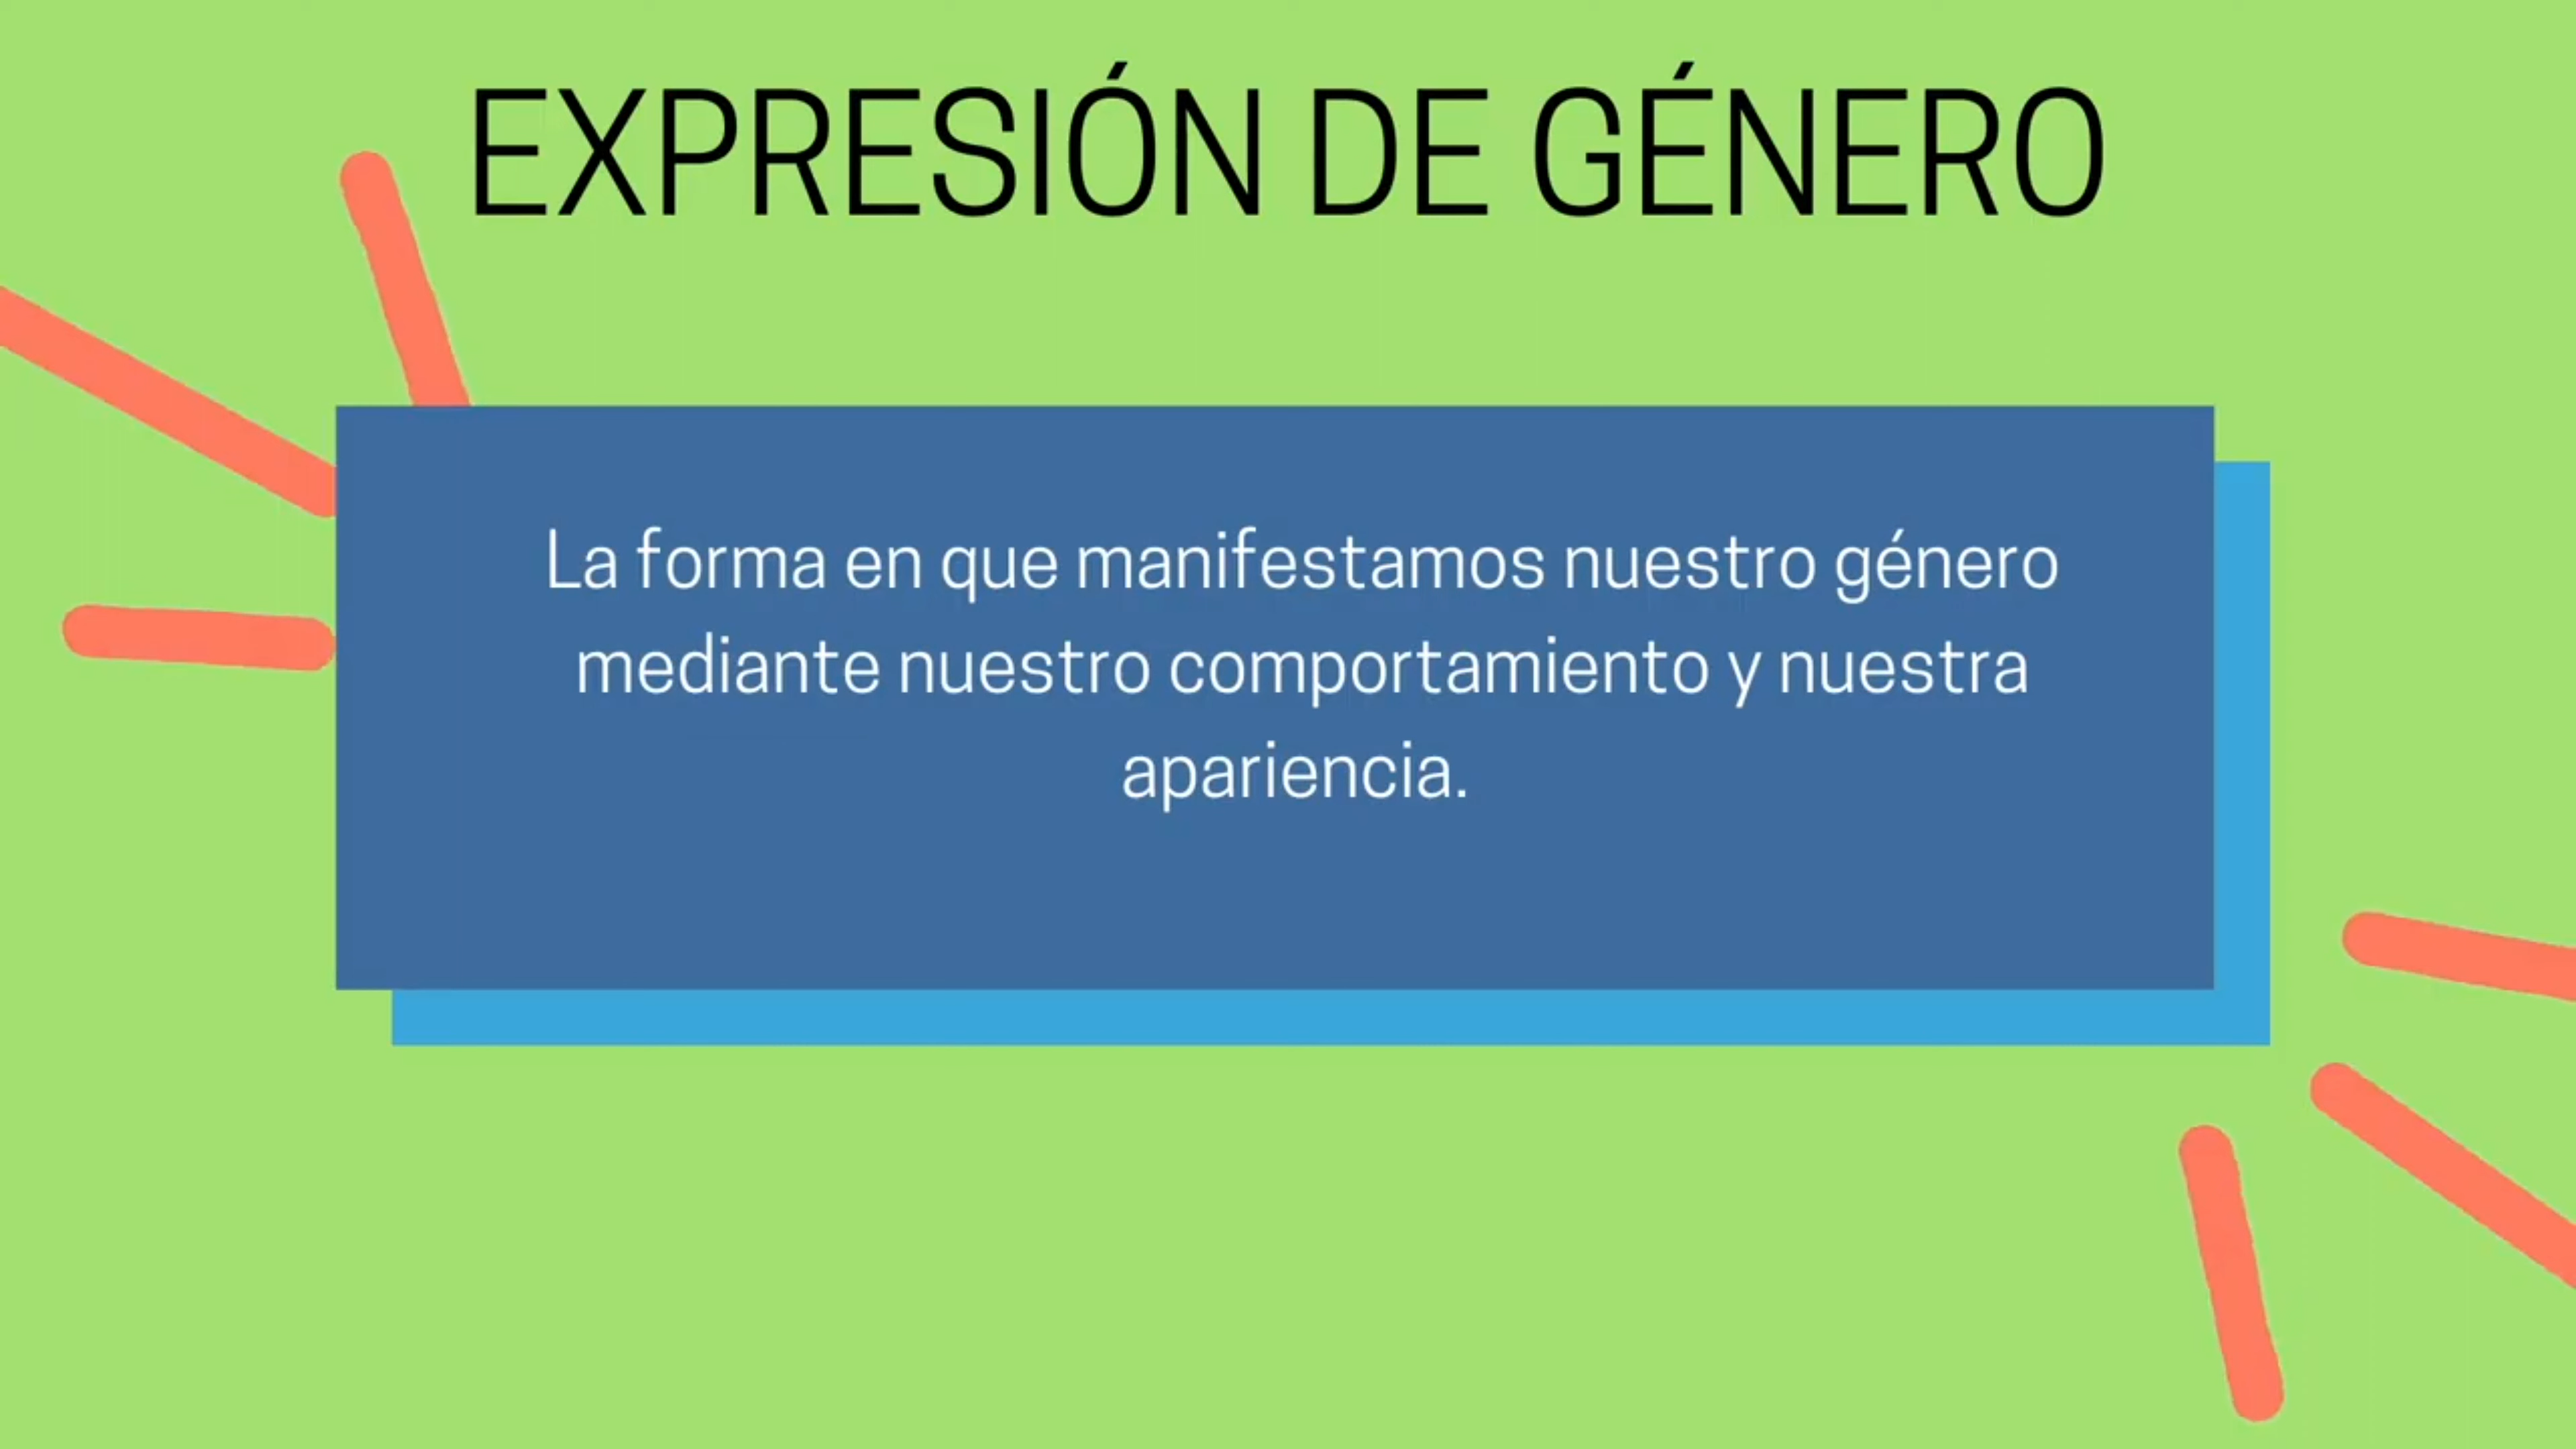 EXPRESIÓN DE GÉNERO
La forma en que manifestamos nuestro género
mediante nuestro comportamiento y nuestra
apariencia.